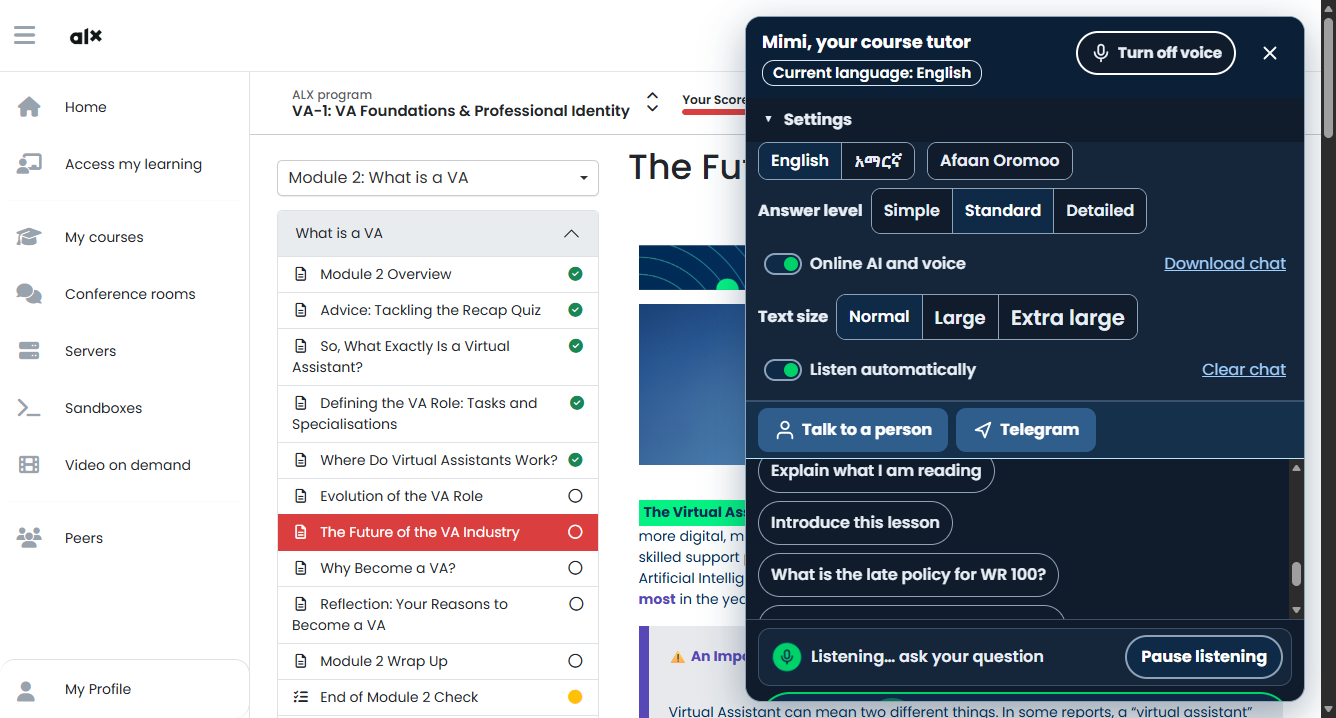 alx
Home
Access my learning
My courses
Conference rooms
Servers
Sandboxes
Video on demand
Peers
My Profile
ALX program
VA-1: VA Foundations & Professional Identity
Your Score
Module 2: What is a VA
What is a VA
Module 2 Overview
Advice: Tackling the Recap Quiz
So, What Exactly Is a Virtual
Assistant?
Defining the VA Role: Tasks and
Specialisations
Where Do Virtual Assistants Work?
Evolution of the VA Role
The Future of the VA Industry
Why Become a VA?
Reflection: Your Reasons to
Become a VA
Module 2 Wrap Up
End of Module 2 Check
The
The Virtual
more digital,
skilled support
Artificial
most in the
An
Virtual Assistant can mean two different things. In some reports, a “virtual assistant”
Mimi, your course tutor
Turn off voice
Current language: English
Settings
English
አማርኛ
Afaan Oromoo
Answer level
Simple
Standard
Detailed
Online AI and voice
Download chat
Text size
Normal
Large
Extra large
Listen automatically
Clear chat
Talk to a person
Telegram
Explain what I am reading
Introduce this lesson
What is the late policy for WR 100?
Listening... ask your question
Pause listening